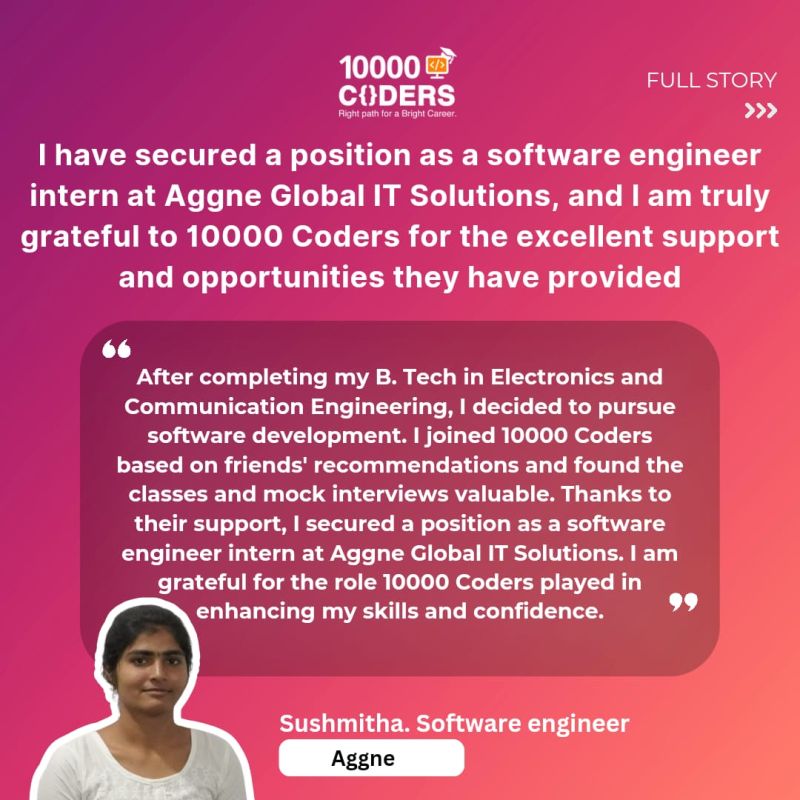 10000
C{}DERS
Right path for a Bright Career.
FULL STORY
I have secured a position as a software engineer
intern at Aggne Global IT Solutions, and I am truly
grateful to 10000 Coders for the excellent support
and opportunities they have provided
“
After completing my B. Tech in Electronics and
Communication Engineering, I decided to pursue
software development. I joined 10000 Coders
based on friends' recommendations and found the
classes and mock interviews valuable. Thanks to
their support, I secured a position as a software
engineer intern at Aggne Global IT Solutions. I am
grateful for the role 10000 Coders played in
enhancing my skills and confidence.
”
Sushmitha. Software engineer
Aggne